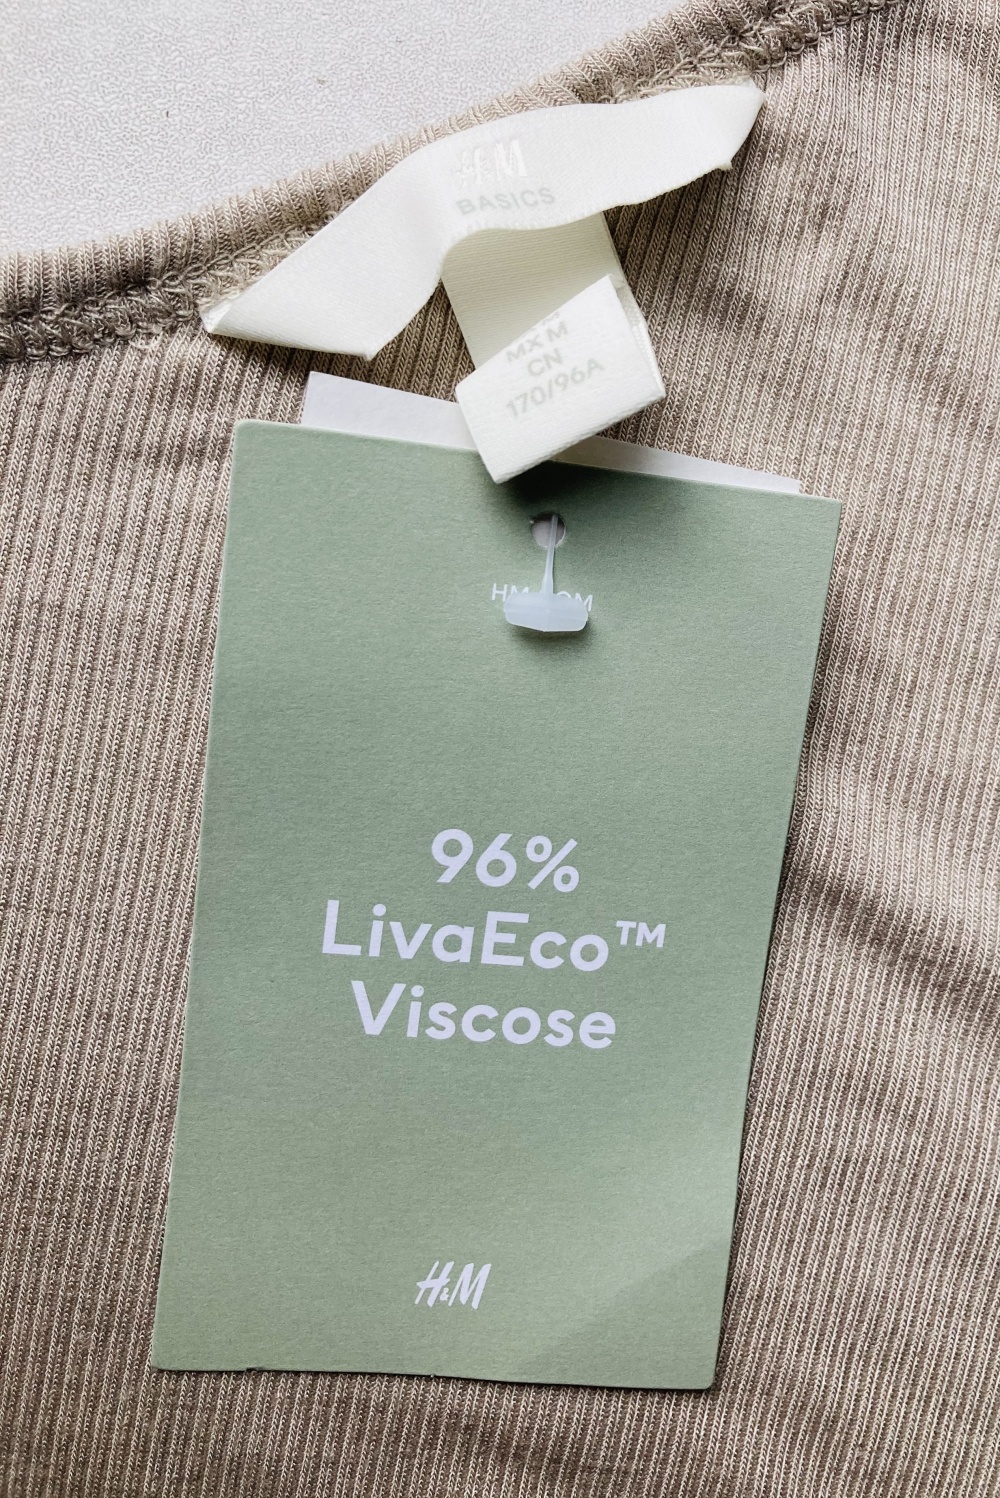 H&M
BASICS
MX M
CN
170/96A
96%
LivaEco™
Viscose
H&M